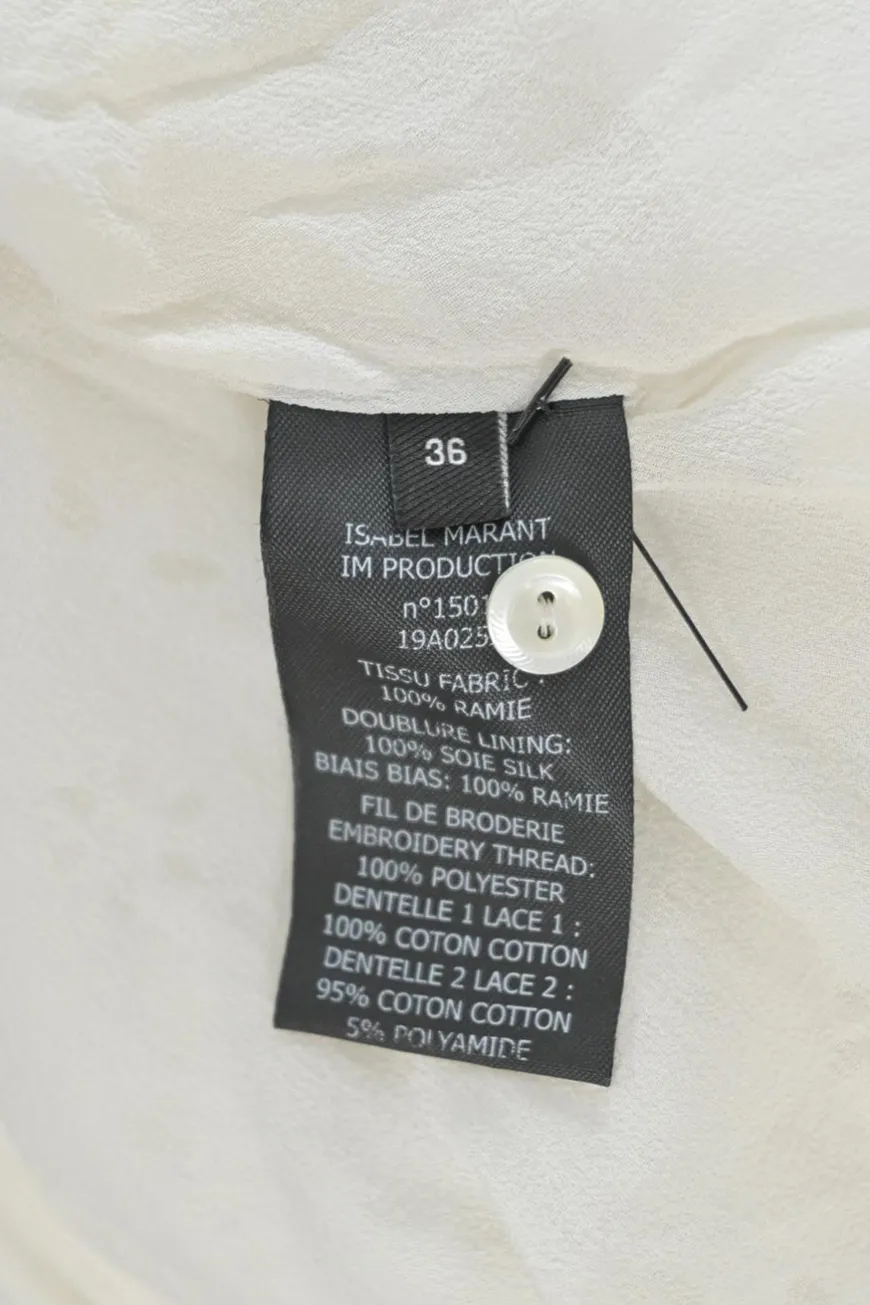 36
ISABEL MARANT
IM PRODUCTION
n°1501
19A025
TISSU FABRIC :
100% RAMIE
DOUBLURE LINING:
100% SOIE SILK
BIAIS BIAS: 100% RAMIE
FIL DE BRODERIE
EMBROIDERY THREAD:
100% POLYESTER
DENTELLE 1 LACE 1 :
100% COTON COTTON
DENTELLE 2 LACE 2 :
95% COTON COTTON
5% POLYAMIDE